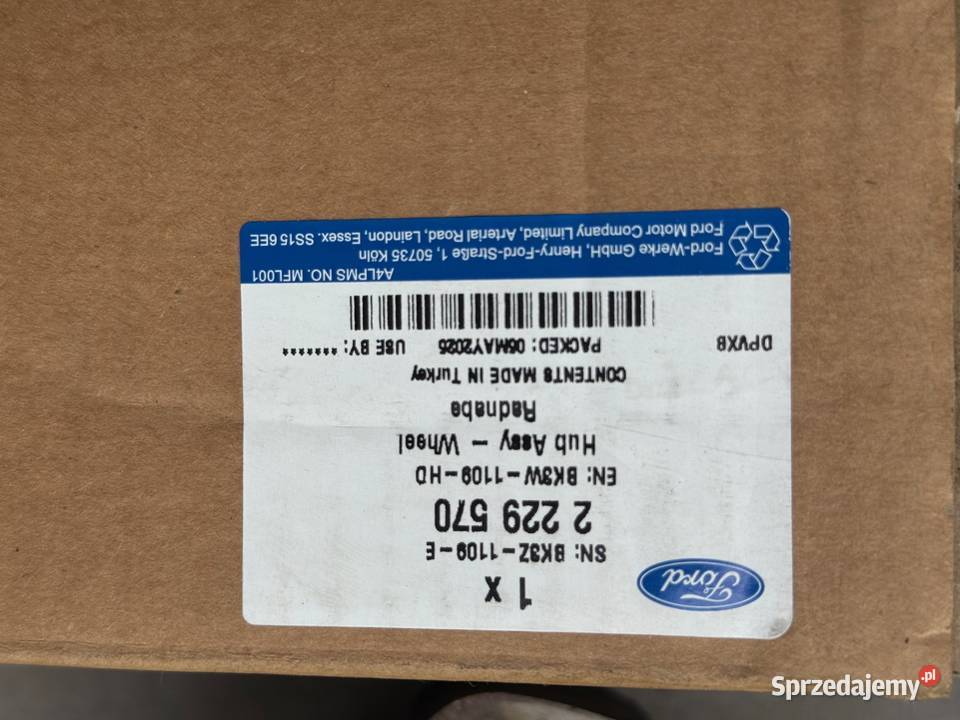 Ford
1 x
SN: BK3Z-1109-E
2 229 570
EN: BK3W-1109-HD
Hub Assy - Wheel
Radnabe
CONTENTS MADE IN Turkey
DPVXB PACKED: 05MAY2025 USE BY: *******
A4LPMS NO. MFL001
Ford-Werke GmbH, Henry-Ford-Straße 1, 50735 Köln
Ford Motor Company Limited, Arterial Road, Laindon, Essex. SS15 6EE
Sprzedajemy.pl